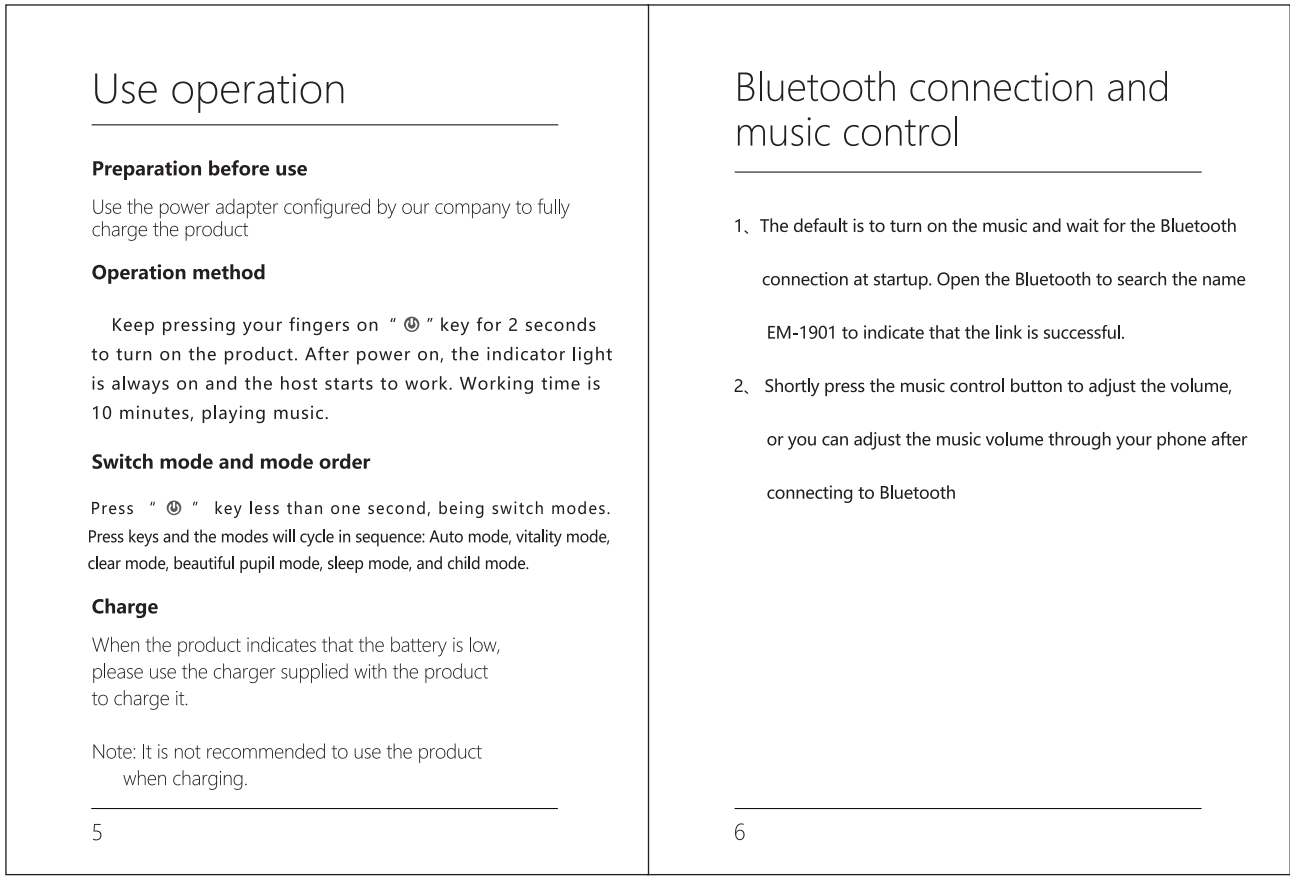 Use operation
Preparation before use
Use the power adapter configured by our company to fully
charge the product
Operation method
Keep pressing your fingers on “ ” key for 2 seconds
to turn on the product. After power on, the indicator light
is always on and the host starts to work. Working time is
10 minutes, playing music.
Switch mode and mode order
Press “ “ key less than one second, being switch modes.
Press keys and the modes will cycle in sequence: Auto mode, vitality mode,
clear mode, beautiful pupil mode, sleep mode, and child mode.
Charge
When the product indicates that the battery is low,
please use the charger supplied with the product
to charge it.
Note: It is not recommended to use the product
when charging.
5
Bluetooth connection and
music control
1、The default is to turn on the music and wait for the Bluetooth
connection at startup. Open the Bluetooth to search the name
EM-1901 to indicate that the link is successful.
2、 Shortly press the music control button to adjust the volume,
or you can adjust the music volume through your phone after
connecting to Bluetooth
6